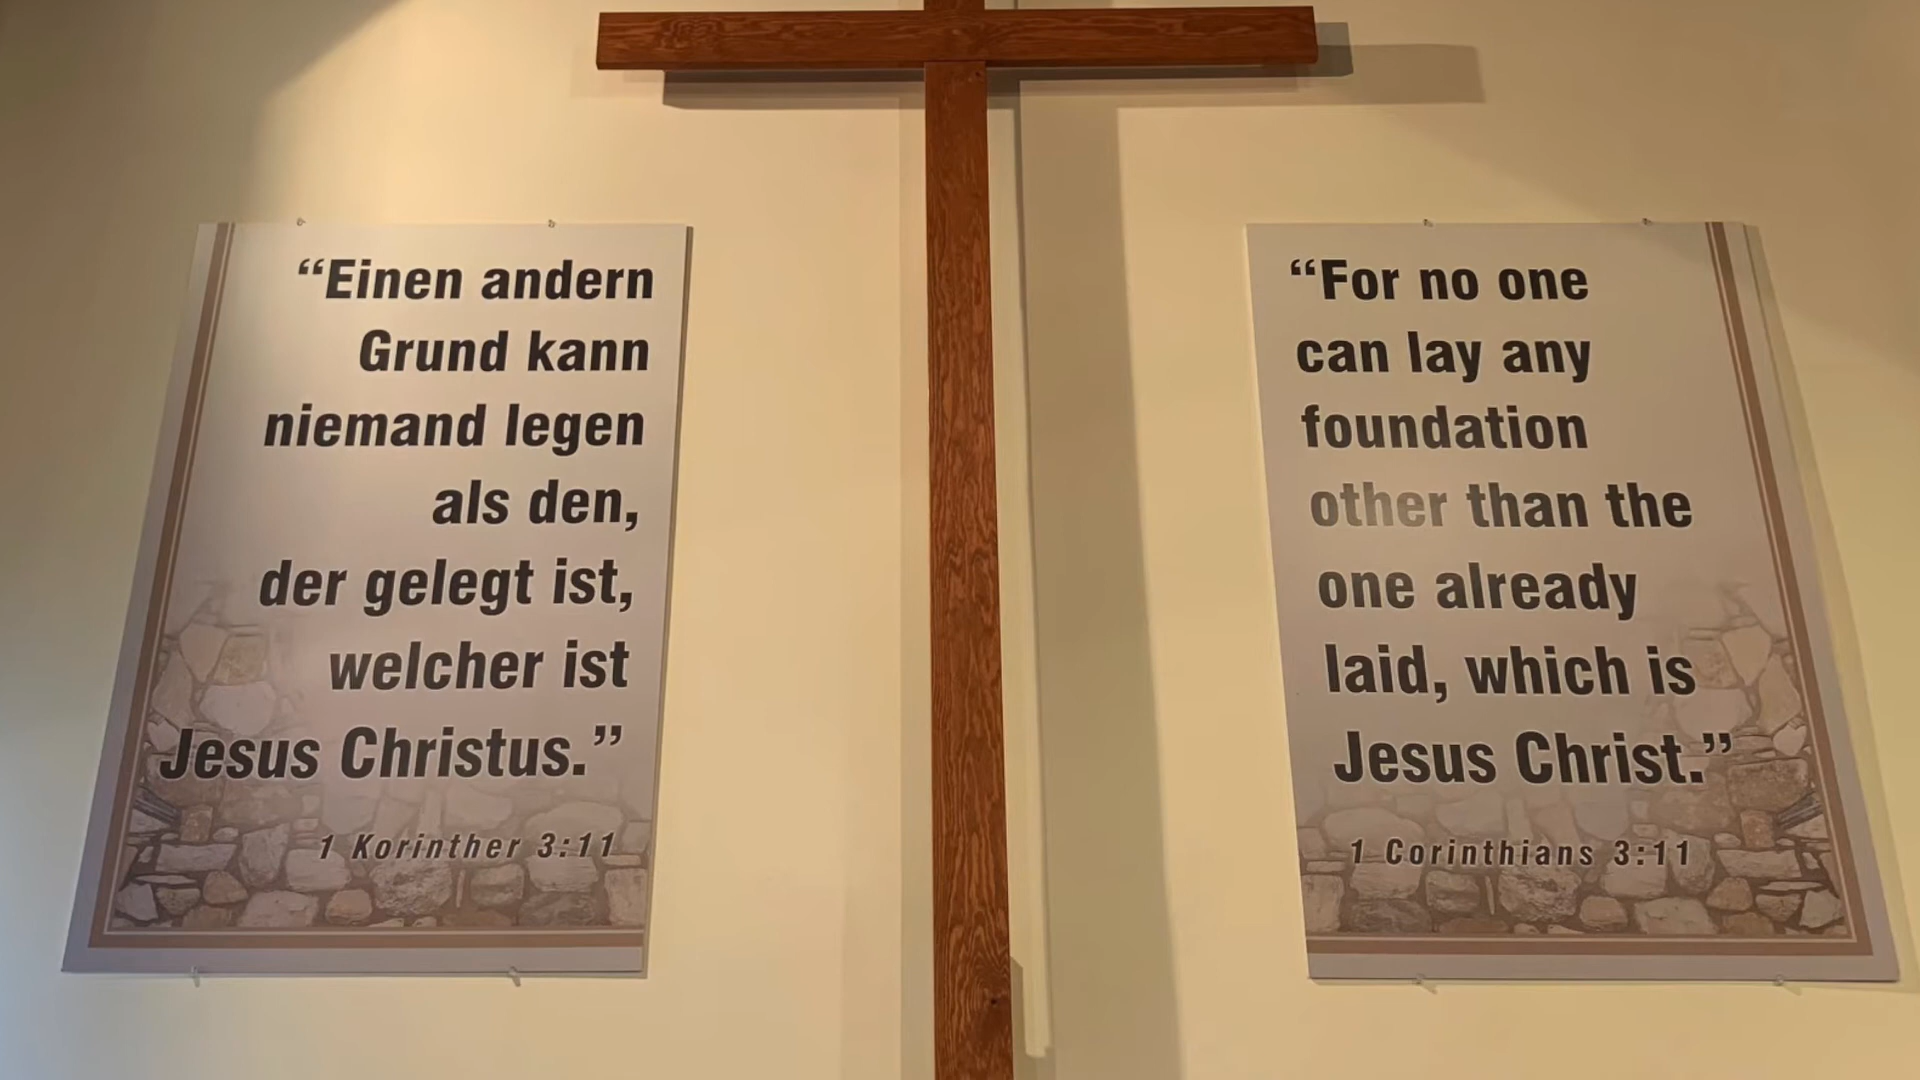 “Einen andern
Grund kann
niemand legen
als den,
der gelegt ist,
welcher ist
Jesus Christus.”
1 Korinther 3:11
“For no one
can lay any
foundation
other than the
one already
laid, which is
Jesus Christ.”
1 Corinthians 3:11